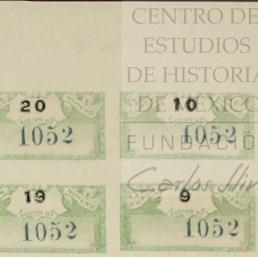 CENTRO DE
ESTUDIOS
DE HISTORIA
DE MEXICO
FUNDACIÓN
Carlos Slim
20
10
1052
1052
19
9
1052
1052